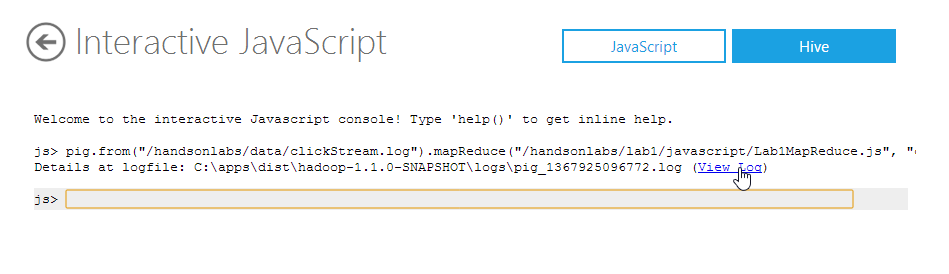 Interactive JavaScript
JavaScript
Hive
Welcome to the interactive Javascript console! Type 'help()' to get inline help.
js> pig.from("/handsonlabs/data/clickStream.log").mapReduce("/handsonlabs/lab1/javascript/Lab1MapReduce.js", "
Details at logfile: C:\apps\dist\hadoop-1.1.0-SNAPSHOT\logs\pig_1367925096772.log (View Log)
js>